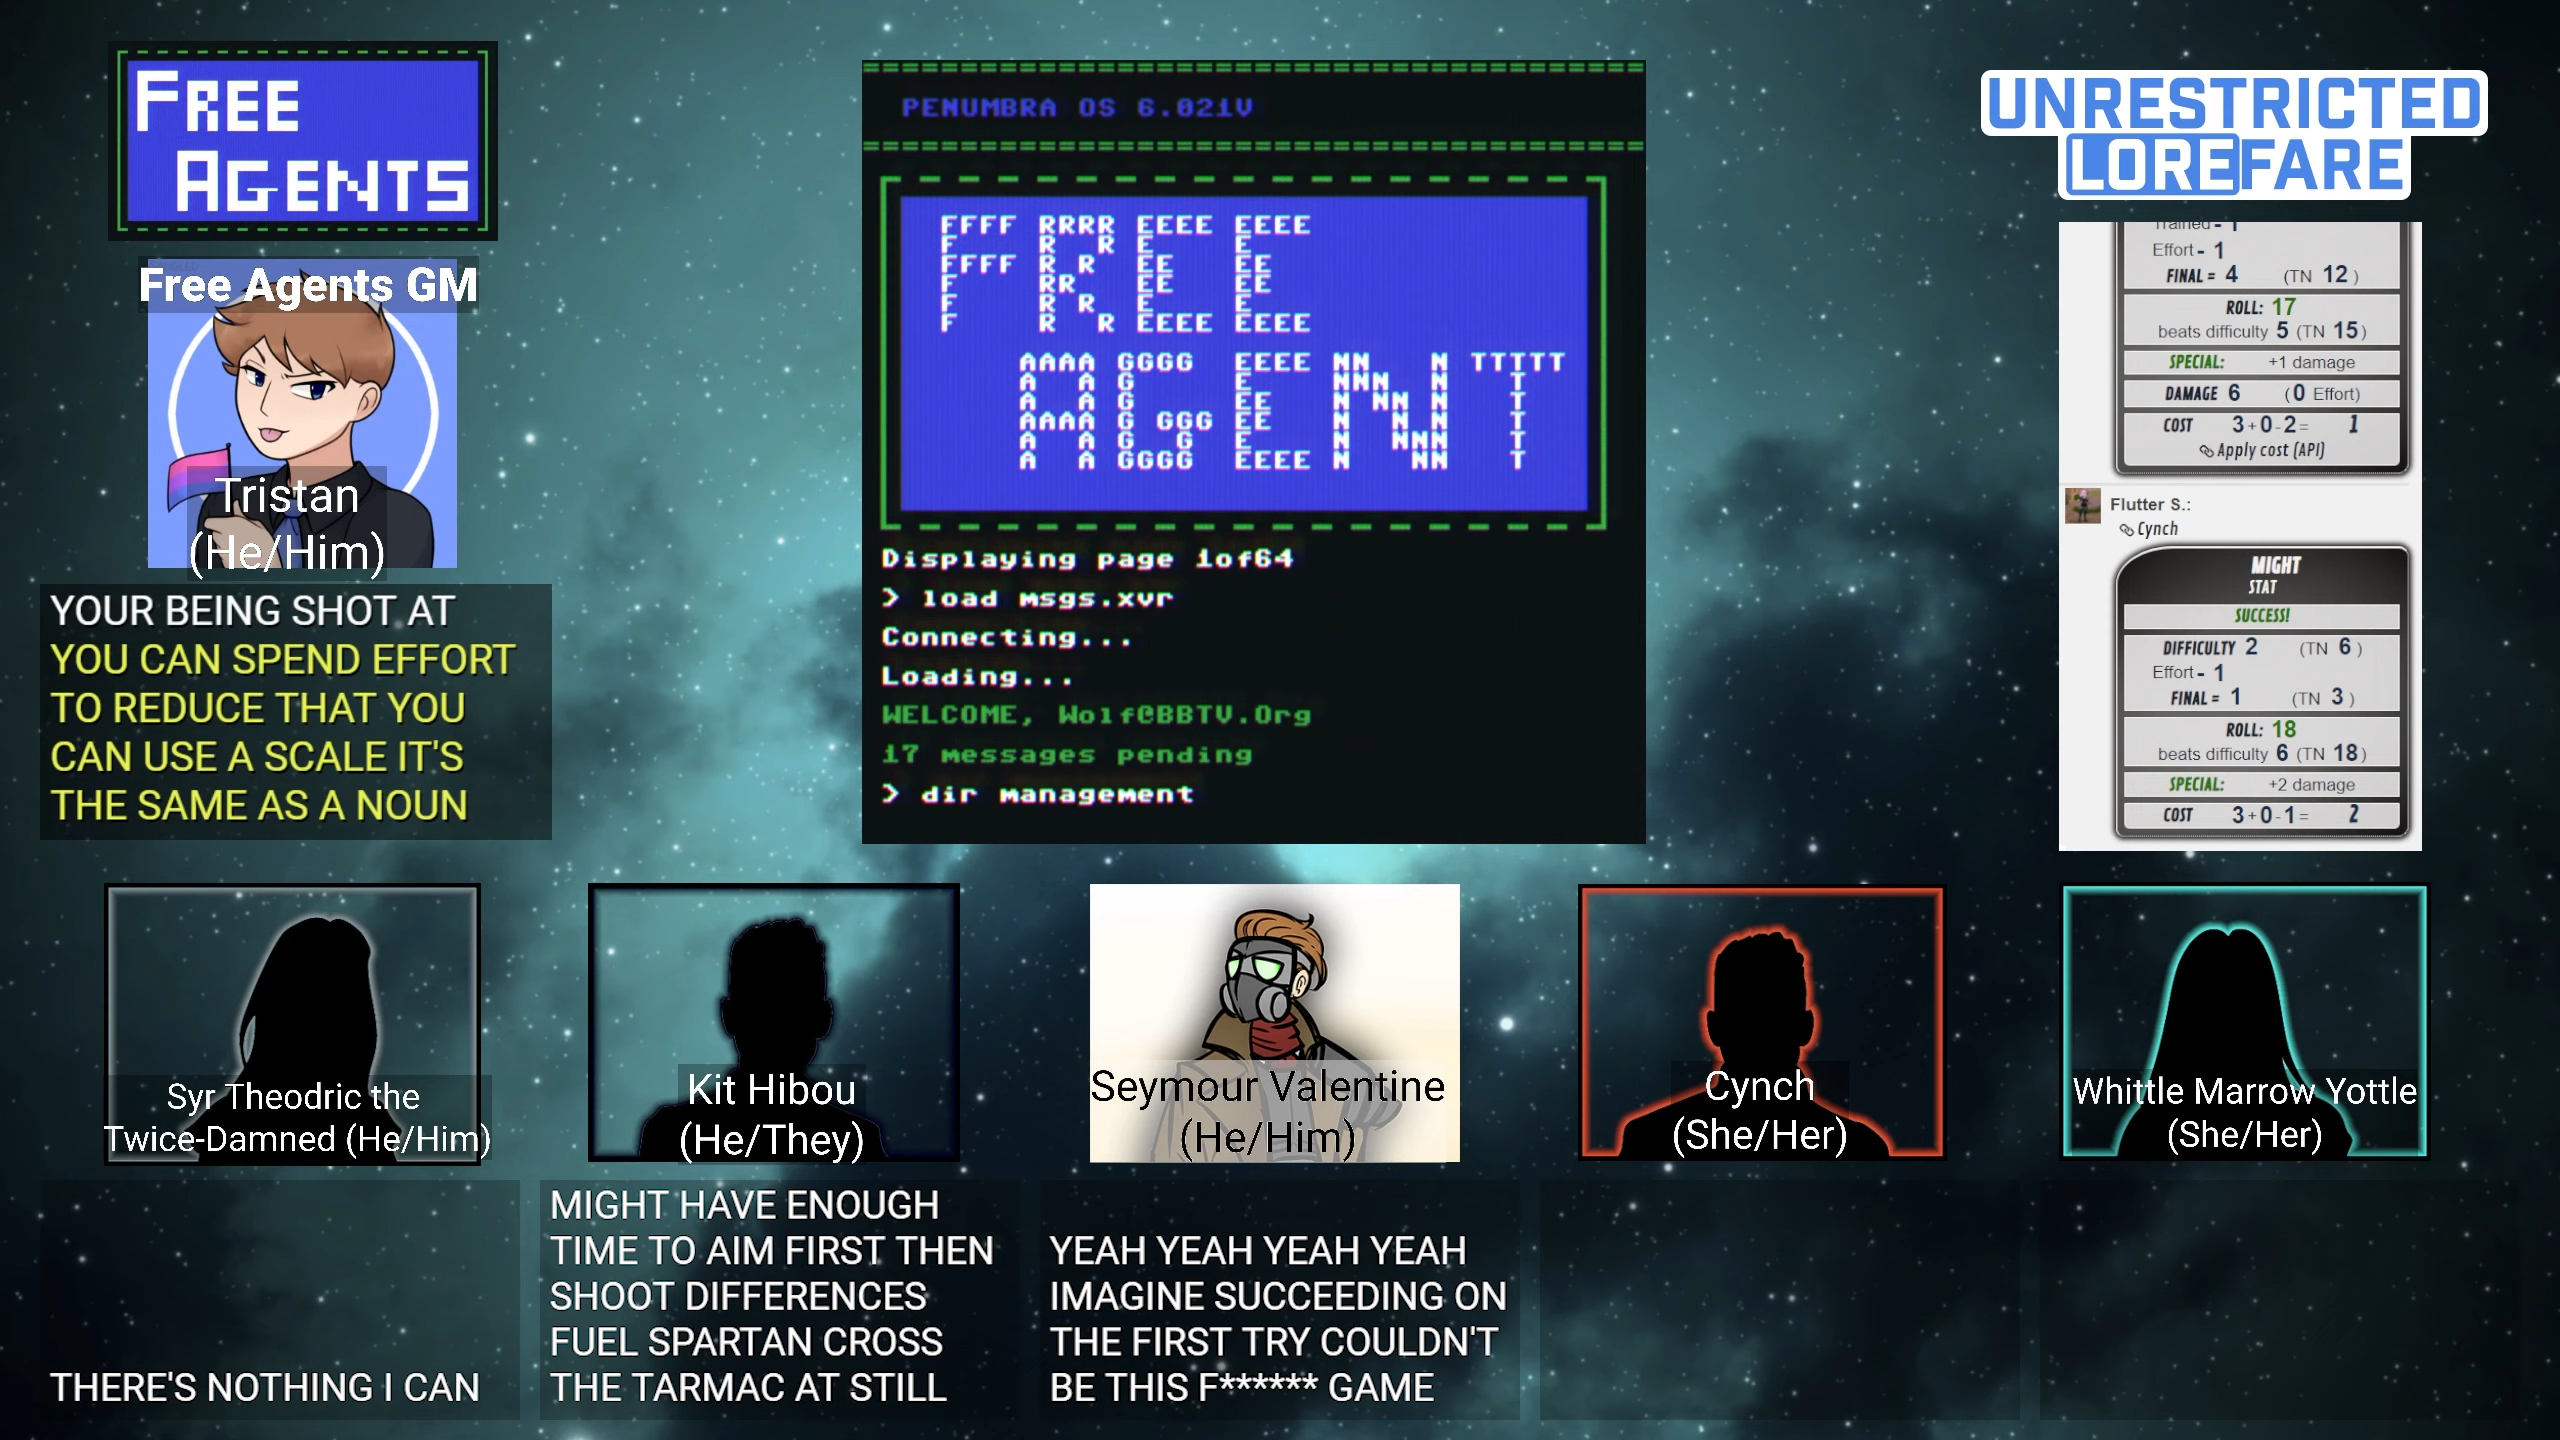 FREE
AGENTS
Free Agents GM
Tristan
(He/Him)
YOUR BEING SHOT AT
YOU CAN SPEND EFFORT
TO REDUCE THAT YOU
CAN USE A SCALE IT'S
THE SAME AS A NOUN
PENUMBRA OS 6.021V
FREE
AGENT
Displaying page 1of64
> load msgs.xvr
Connecting...
Loading...
WELCOME, Wolf@BBTV.Org
17 messages pending
> dir management
UNRESTRICTED
LOREFARE
Trained - 1
Effort - 1
FINAL = 4 (TN 12 )
ROLL: 17
beats difficulty 5 (TN 15)
SPECIAL: +1 damage
DAMAGE 6 (0 Effort)
COST 3+0-2= 1
Apply cost (API)
Flutter S.:
Cynch
MIGHT
STAT
SUCCESS!
DIFFICULTY 2 (TN 6 )
Effort - 1
FINAL = 1 (TN 3 )
ROLL: 18
beats difficulty 6 (TN 18)
SPECIAL: +2 damage
COST 3+0-1= 2
Syr Theodric the
Twice-Damned (He/Him)
Kit Hibou
(He/They)
Seymour Valentine
(He/Him)
Cynch
(She/Her)
Whittle Marrow Yottle
(She/Her)
THERE'S NOTHING I CAN
MIGHT HAVE ENOUGH
TIME TO AIM FIRST THEN
SHOOT DIFFERENCES
FUEL SPARTAN CROSS
THE TARMAC AT STILL
YEAH YEAH YEAH YEAH
IMAGINE SUCCEEDING ON
THE FIRST TRY COULDN'T
BE THIS F****** GAME